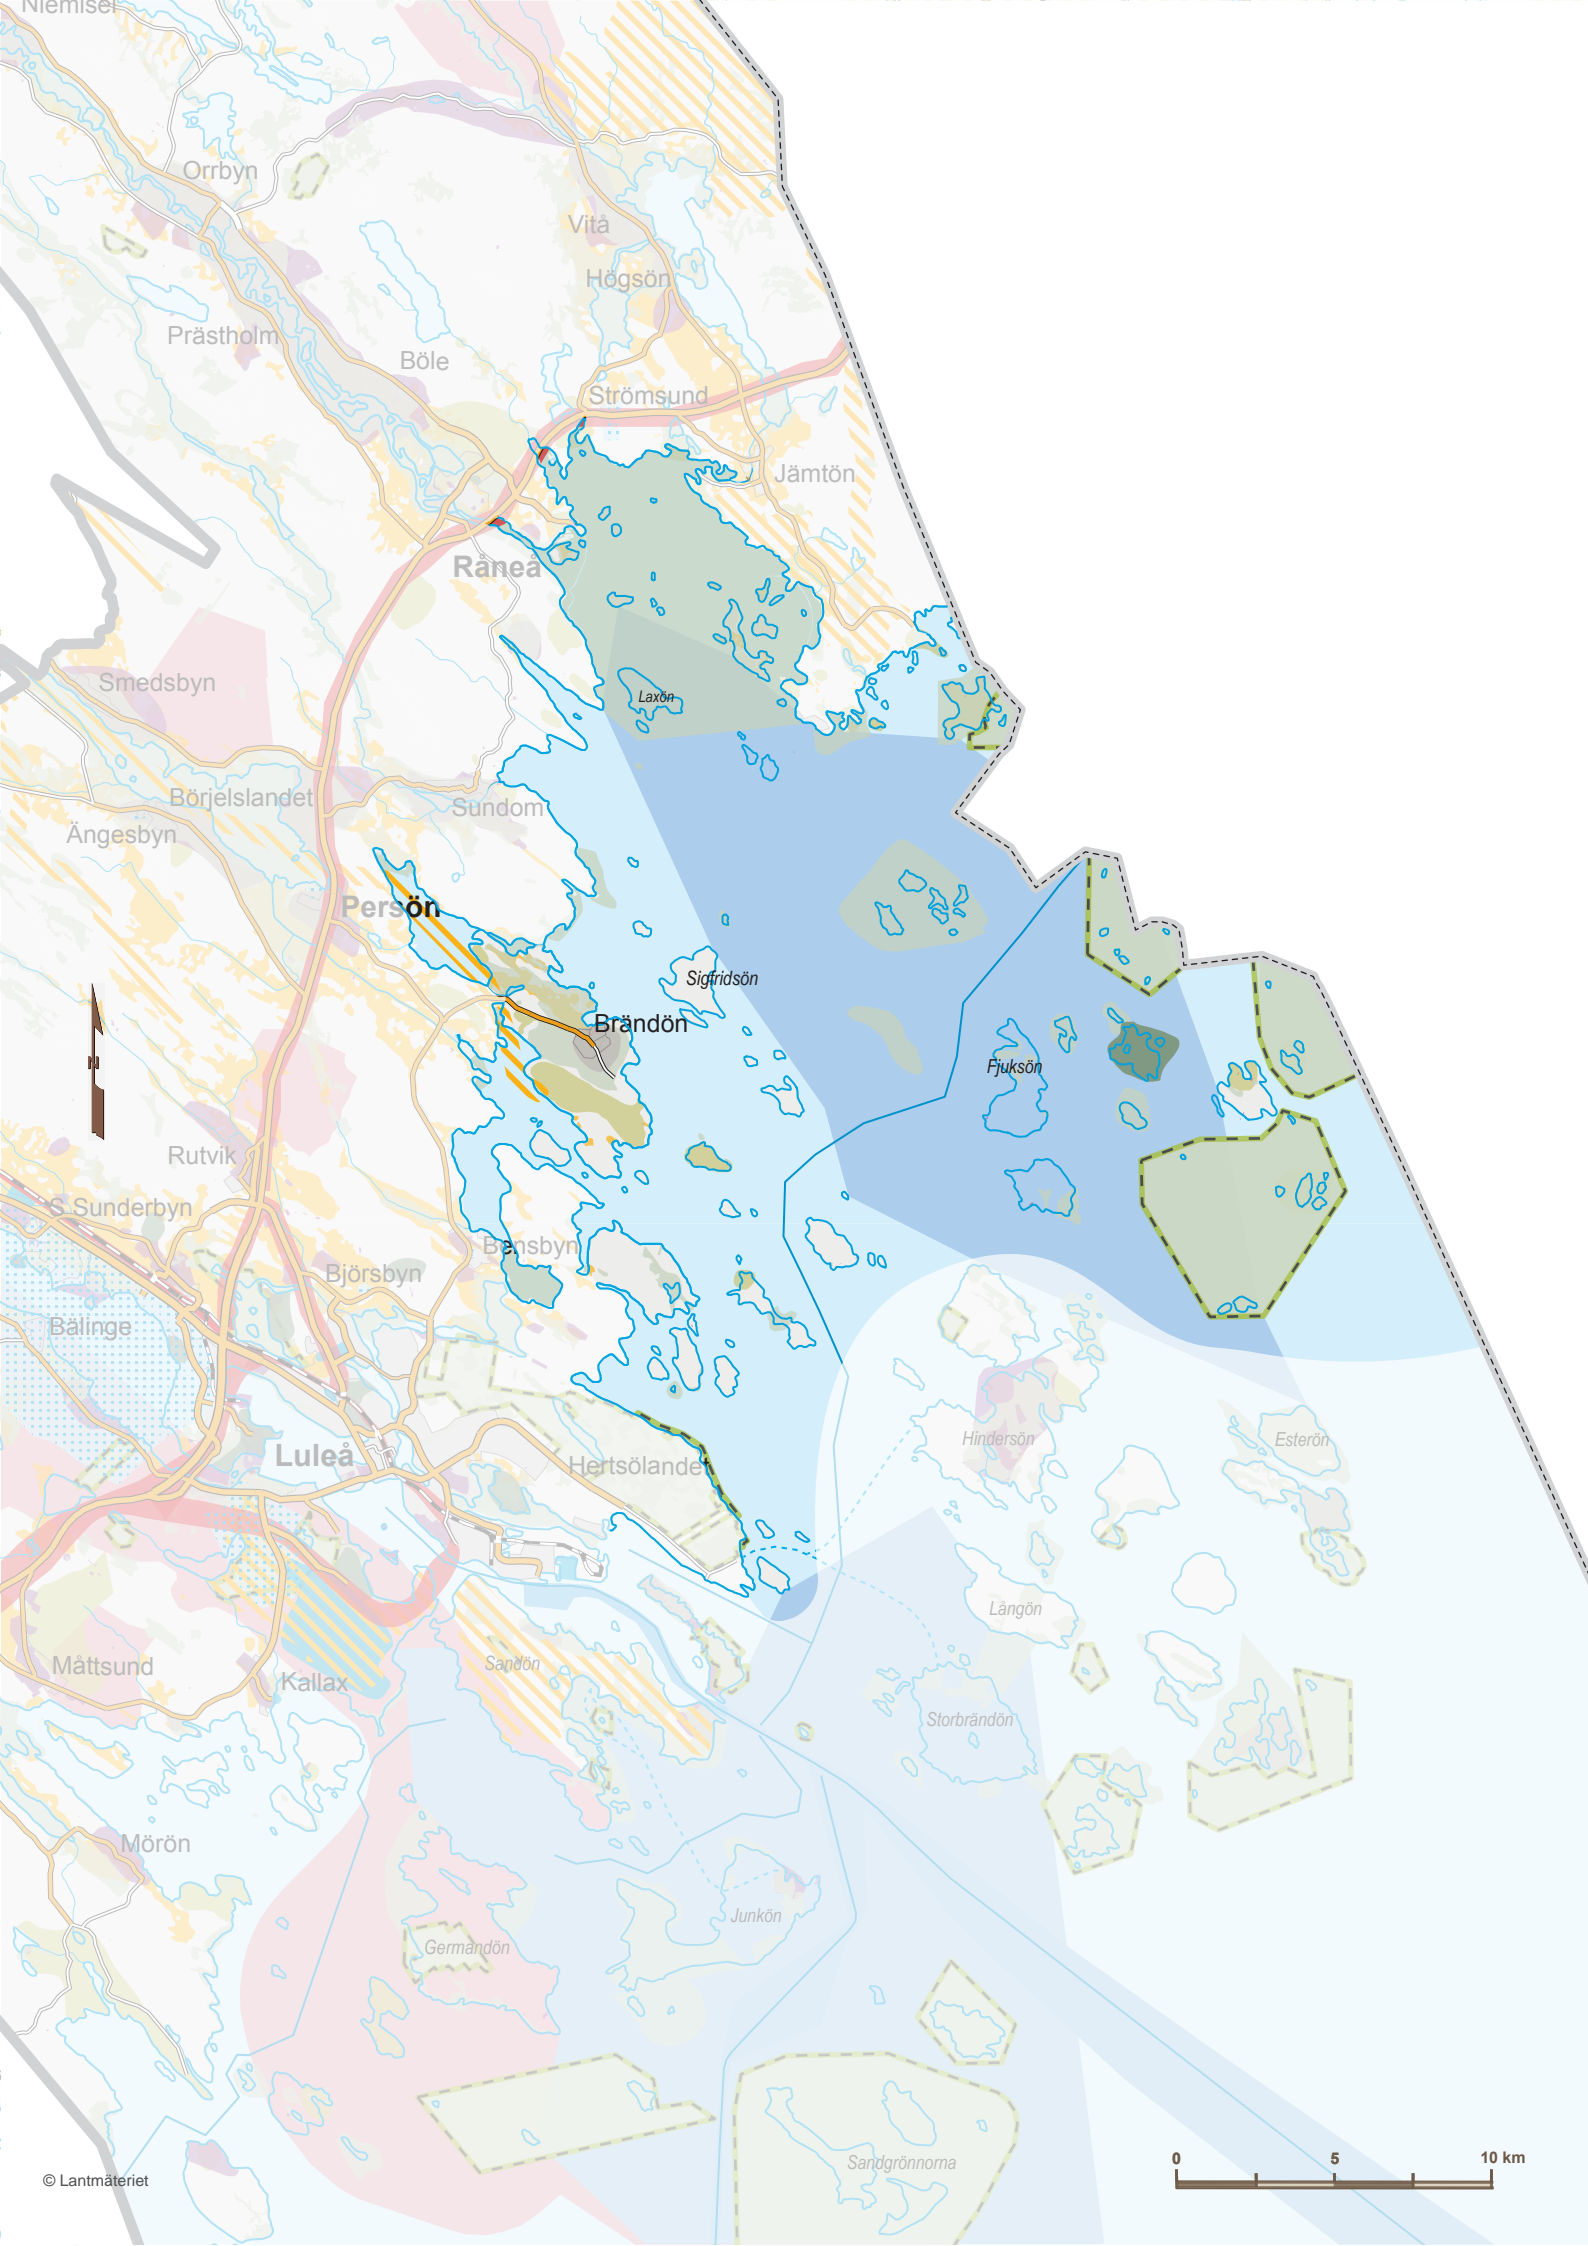 Niemisel
Orrbyn
Vitå
Högsön
Prästholm
Böle
Strömsund
Jämtön
Råneå
Smedsbyn
Laxön
Börjelslandet
Sundom
Ängesbyn
Persön
Sigfridsön
Brändön
Fjuksön
N
Rutvik
S Sunderbyn
Bensbyn
Björsbyn
Bälinge
Hindersön
Esterön
Luleå
Hertsölandet
Långön
Måttsund
Sandön
Kallax
Storbrändön
Mörön
Junkön
Germandön
Sandgrönnorna
0 5 10 km
© Lantmäteriet